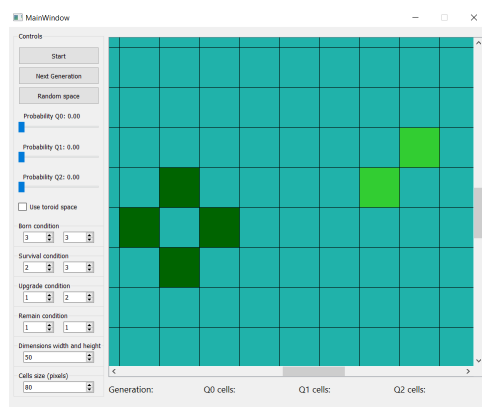 MainWindow
Controls
Start
Next Generation
Random space
Probability Q0: 0.00
Probability Q1: 0.00
Probability Q2: 0.00
Use toroid space
Born condition
3 3
Survival condition
2 3
Upgrade condition
1 2
Remain condition
1 1
Dimensions width and height
50
Cells size (pixels)
80
Generation: Q0 cells: Q1 cells: Q2 cells: